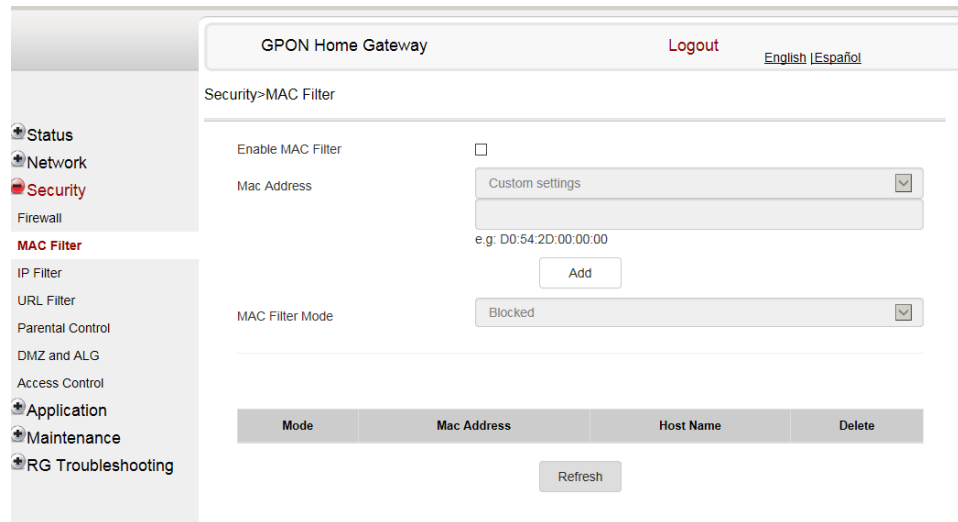 GPON Home Gateway
Logout
English |Español
Security>MAC Filter
Status
Network
Security
Firewall
MAC Filter
IP Filter
URL Filter
Parental Control
DMZ and ALG
Access Control
Application
Maintenance
RG Troubleshooting
Enable MAC Filter
Mac Address
Custom settings
e.g: D0:54:2D:00:00:00
Add
MAC Filter Mode
Blocked
Mode Mac Address Host Name Delete
Refresh